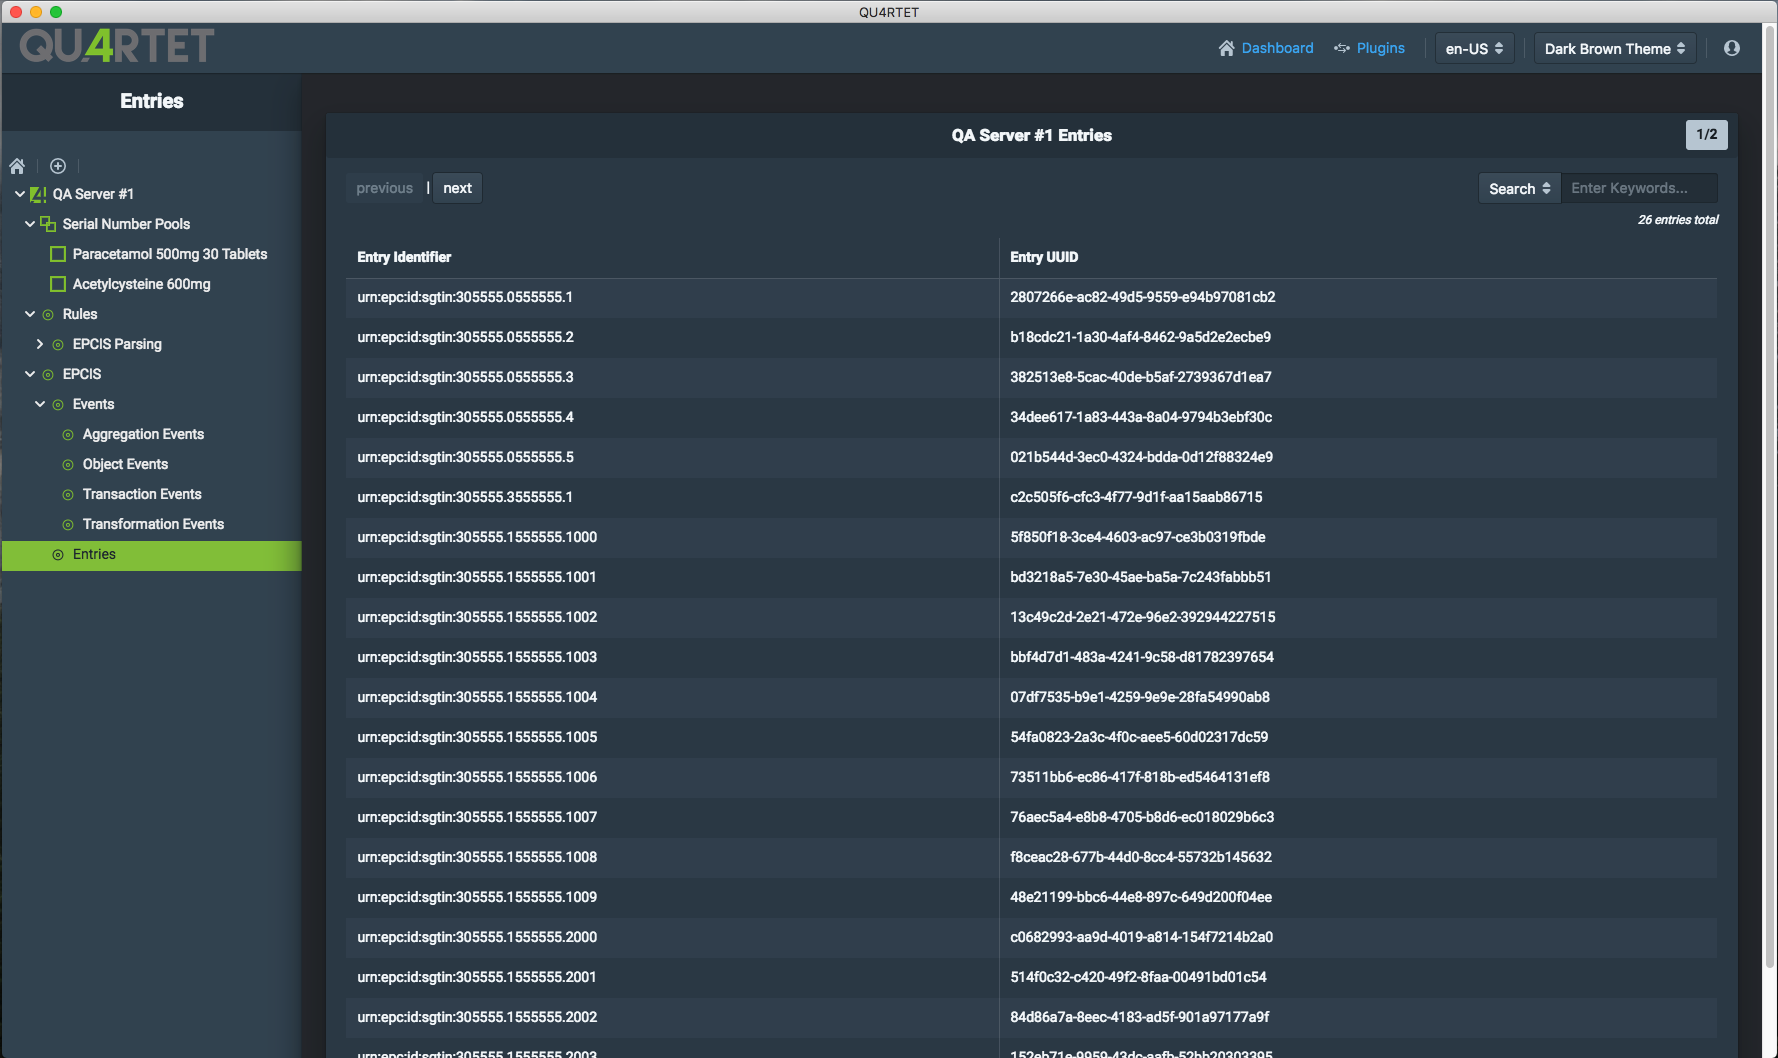 QU4RTET
QU4RTET
Dashboard
Plugins
en-US
Dark Brown Theme
Entries
QA Server #1
Serial Number Pools
Paracetamol 500mg 30 Tablets
Acetylcysteine 600mg
Rules
EPCIS Parsing
EPCIS
Events
Aggregation Events
Object Events
Transaction Events
Transformation Events
Entries
QA Server #1 Entries
1/2
previous | next
Search
Enter Keywords...
26 entries total
Entry Identifier Entry UUID
urn:epc:id:sgtin:305555.0555555.1 2807266e-ac82-49d5-9559-e94b97081cb2
urn:epc:id:sgtin:305555.0555555.2 b18cdc21-1a30-4af4-8462-9a5d2e2ecbe9
urn:epc:id:sgtin:305555.0555555.3 382513e8-5cac-40de-b5af-2739367d1ea7
urn:epc:id:sgtin:305555.0555555.4 34dee617-1a83-443a-8a04-9794b3ebf30c
urn:epc:id:sgtin:305555.0555555.5 021b544d-3ec0-4324-bdda-0d12f88324e9
urn:epc:id:sgtin:305555.3555555.1 c2c505f6-cfc3-4f77-9d1f-aa15aab86715
urn:epc:id:sgtin:305555.1555555.1000 5f850f18-3ce4-4603-ac97-ce3b0319fbde
urn:epc:id:sgtin:305555.1555555.1001 bd3218a5-7e30-45ae-ba5a-7c243fabbb51
urn:epc:id:sgtin:305555.1555555.1002 13c49c2d-2e21-472e-96e2-392944227515
urn:epc:id:sgtin:305555.1555555.1003 bbf4d7d1-483a-4241-9c58-d81782397654
urn:epc:id:sgtin:305555.1555555.1004 07df7535-b9e1-4259-9e9e-28fa54990ab8
urn:epc:id:sgtin:305555.1555555.1005 54fa0823-2a3c-4f0c-aee5-60d02317dc59
urn:epc:id:sgtin:305555.1555555.1006 73511bb6-ec86-417f-818b-ed5464131ef8
urn:epc:id:sgtin:305555.1555555.1007 76aec5a4-e8b8-4705-b8d6-ec018029b6c3
urn:epc:id:sgtin:305555.1555555.1008 f8ceac28-677b-44d0-8cc4-55732b145632
urn:epc:id:sgtin:305555.1555555.1009 48e21199-bbc6-44e8-897c-649d200f04ee
urn:epc:id:sgtin:305555.1555555.2000 c0682993-aa9d-4019-a814-154f7214b2a0
urn:epc:id:sgtin:305555.1555555.2001 514f0c32-c420-49f2-8faa-00491bd01c54
urn:epc:id:sgtin:305555.1555555.2002 84d86a7a-8eec-4183-ad5f-901a97177a9f
urn:epc:id:sgtin:305555.1555555.2003 152eb71e-9959-43dc-aafb-52bb20303395